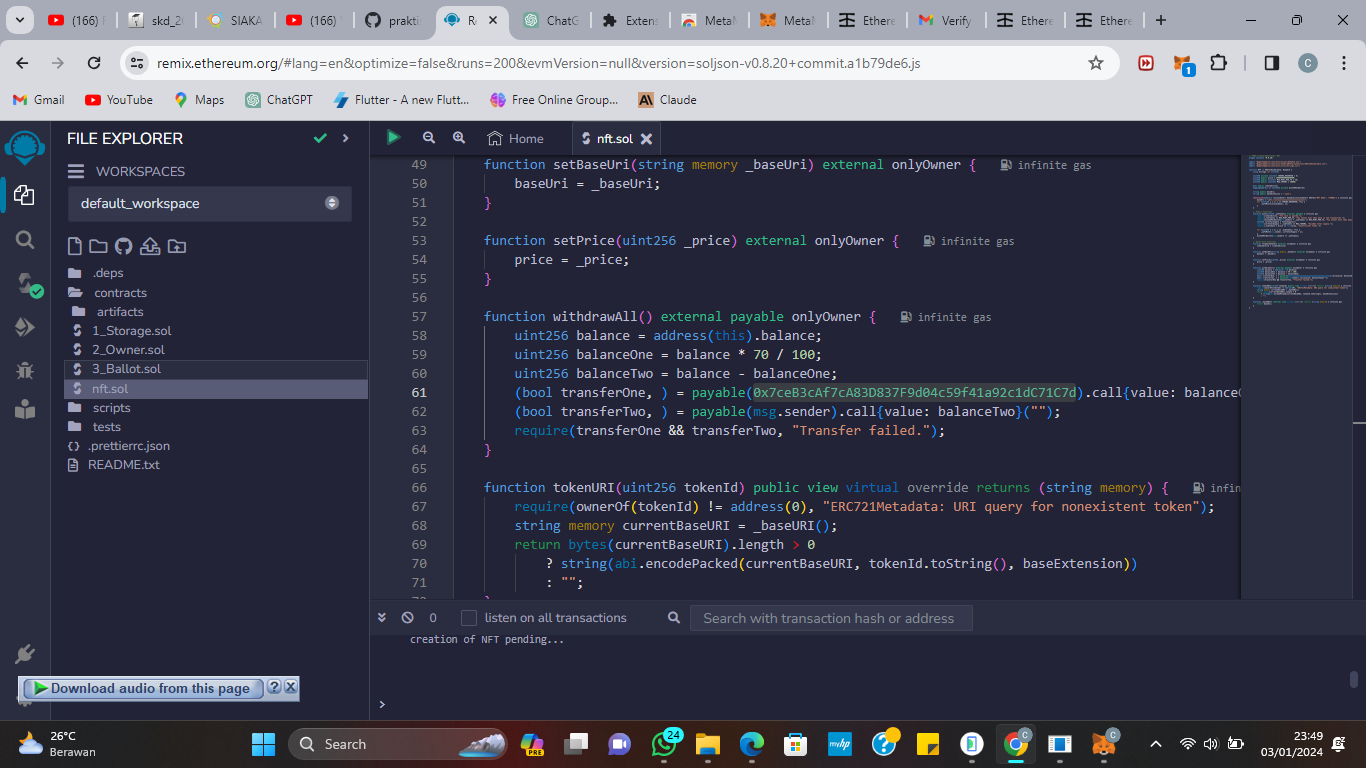 (166) F
skd_20
SIAKA
(166) Y
prakti
Re
ChatG
Extens
MetaM
MetaM
Ethere
Verify
Ethere
Ethere
remix.ethereum.org/#lang=en&optimize=false&runs=200&evmVersion=null&version=soljson-v0.8.20+commit.a1b79de6.js
1
C
Gmail
YouTube
Maps
ChatGPT
Flutter - A new Flutt...
Free Online Group...
Claude
FILE EXPLORER
WORKSPACES
default_workspace
.deps
contracts
artifacts
1_Storage.sol
2_Owner.sol
3_Ballot.sol
nft.sol
scripts
tests
.prettierrc.json
README.txt
Home
nft.sol
49 function setBaseUri(string memory _baseUri) external onlyOwner { infinite gas
50 baseUri = _baseUri;
51 }
52
53 function setPrice(uint256 _price) external onlyOwner { infinite gas
54 price = _price;
55 }
56
57 function withdrawAll() external payable onlyOwner { infinite gas
58 uint256 balance = address(this).balance;
59 uint256 balanceOne = balance * 70 / 100;
60 uint256 balanceTwo = balance - balanceOne;
61 (bool transferOne, ) = payable(0x7ceB3cAf7cA83D837F9d04c59f41a92c1dC71C7d).call{value: balanceO
62 (bool transferTwo, ) = payable(msg.sender).call{value: balanceTwo}("");
63 require(transferOne && transferTwo, "Transfer failed.");
64 }
65
66 function tokenURI(uint256 tokenId) public view virtual override returns (string memory) { infin
67 require(ownerOf(tokenId) != address(0), "ERC721Metadata: URI query for nonexistent token");
68 string memory currentBaseURI = _baseURI();
69 return bytes(currentBaseURI).length > 0
70 ? string(abi.encodePacked(currentBaseURI, tokenId.toString(), baseExtension))
71 : "";
0
listen on all transactions
Search with transaction hash or address
creation of NFT pending...
>
Download audio from this page ? X
26°C
Berawan
Search
PRE
24
23:49
03/01/2024